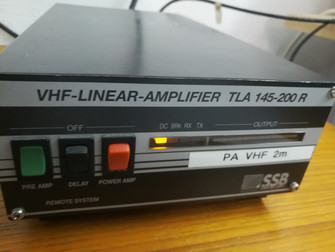 VHF-LINEAR-AMPLIFIER TLA 145-200 R
OFF
DC BRK RX TX OUTPUT
PA VHF 2m
PRE AMP DELAY POWER AMP
SSB
REMOTE SYSTEM